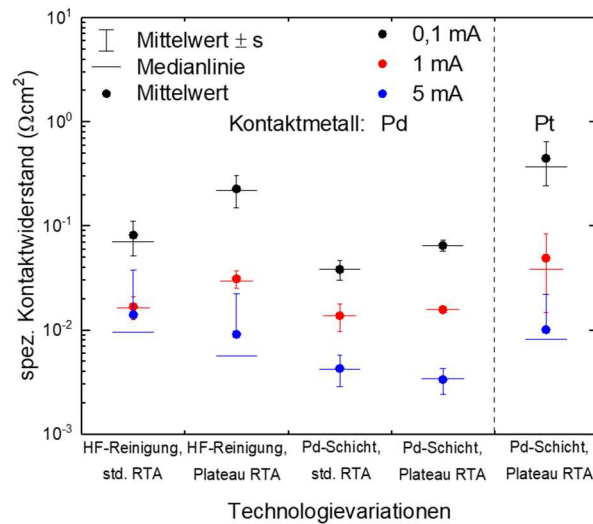 spez. Kontaktwiderstand (Ωcm²)
10¹
10⁰
10⁻¹
10⁻²
10⁻³
Mittelwert ± s
Medianlinie
Mittelwert
0,1 mA
1 mA
5 mA
Kontaktmetall: Pd
Pt
HF-Reinigung,
std. RTA
HF-Reinigung,
Plateau RTA
Pd-Schicht,
std. RTA
Pd-Schicht,
Plateau RTA
Pd-Schicht,
Plateau RTA
Technologievariationen